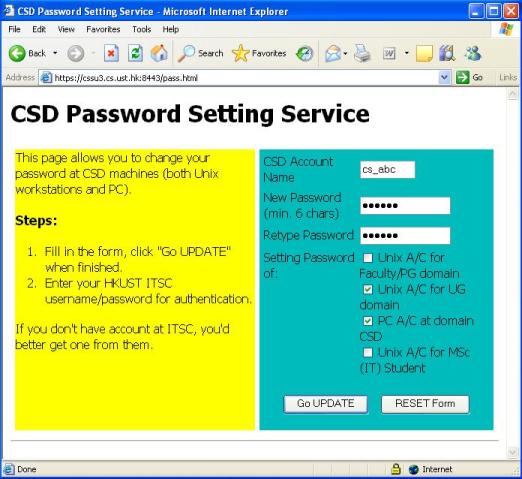 CSD Password Setting Service - Microsoft Internet Explorer
File Edit View Favorites Tools Help
Back Search Favorites
Address https://cssu3.cs.ust.hk:8443/pass.html Go Links
CSD Password Setting Service
This page allows you to change your
password at CSD machines (both Unix
workstations and PC).
Steps:
1. Fill in the form, click "Go UPDATE"
when finished.
2. Enter your HKUST ITSC
username/password for authentication.
If you don't have account at ITSC, you'd
better get one from them.
CSD Account
Name
cs_abc
New Password
(min. 6 chars)
••••••
Retype Password
••••••
Setting Password
of:
Unix A/C for
Faculty/PG domain
Unix A/C for UG
domain
PC A/C at domain
CSD
Unix A/C for MSc
(IT) Student
Go UPDATE RESET Form
Done Internet